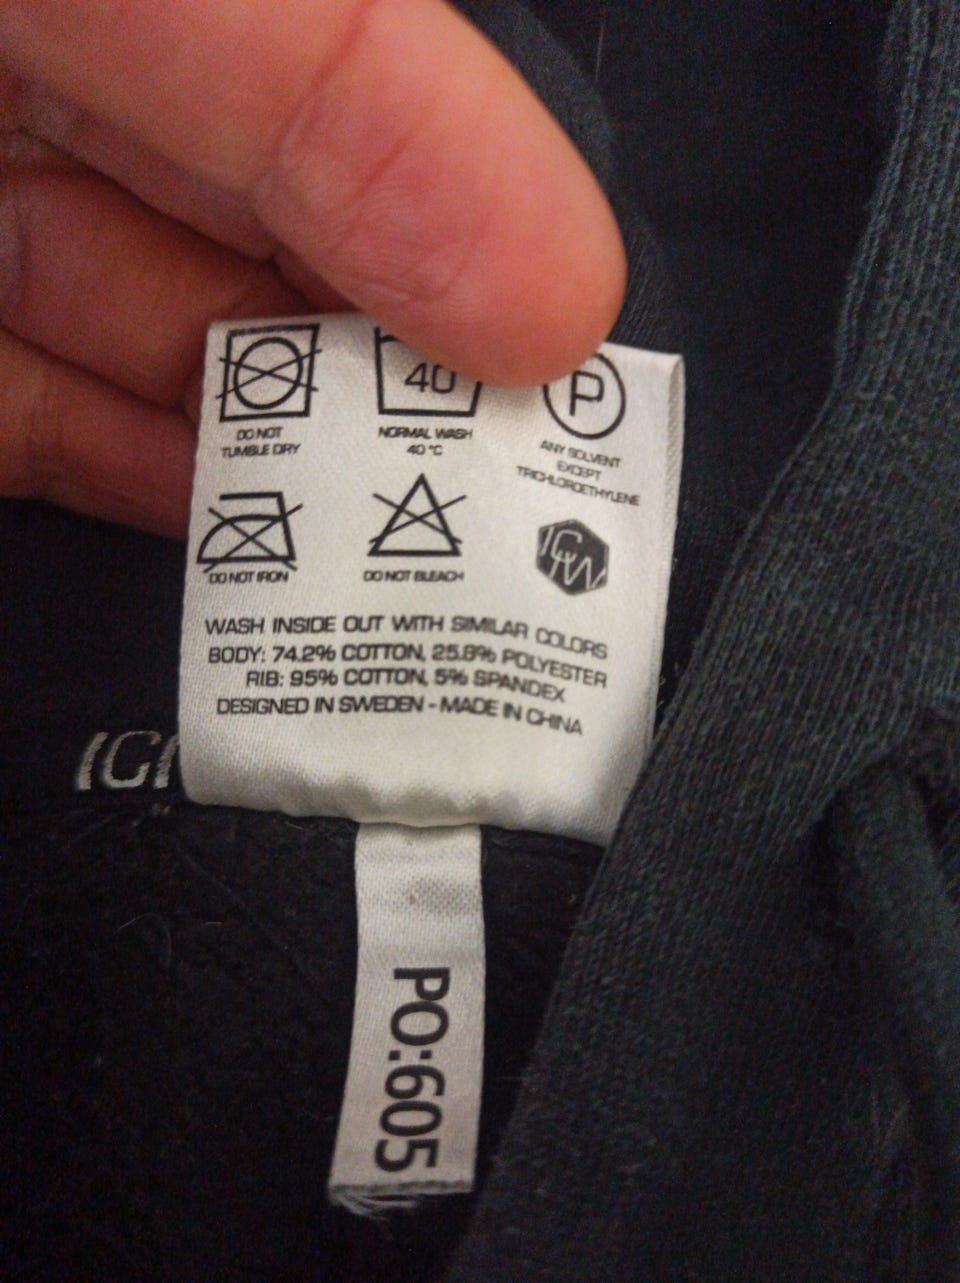 40
P
DO NOT
TUMBLE DRY
NORMAL WASH
40 °C
ANY SOLVENT
EXCEPT
TRICHLOROETHYLENE
DO NOT IRON
DO NOT BLEACH
WASH INSIDE OUT WITH SIMILAR COLORS
BODY: 74.2% COTTON, 25.8% POLYESTER
RIB: 95% COTTON, 5% SPANDEX
DESIGNED IN SWEDEN - MADE IN CHINA
PO:605